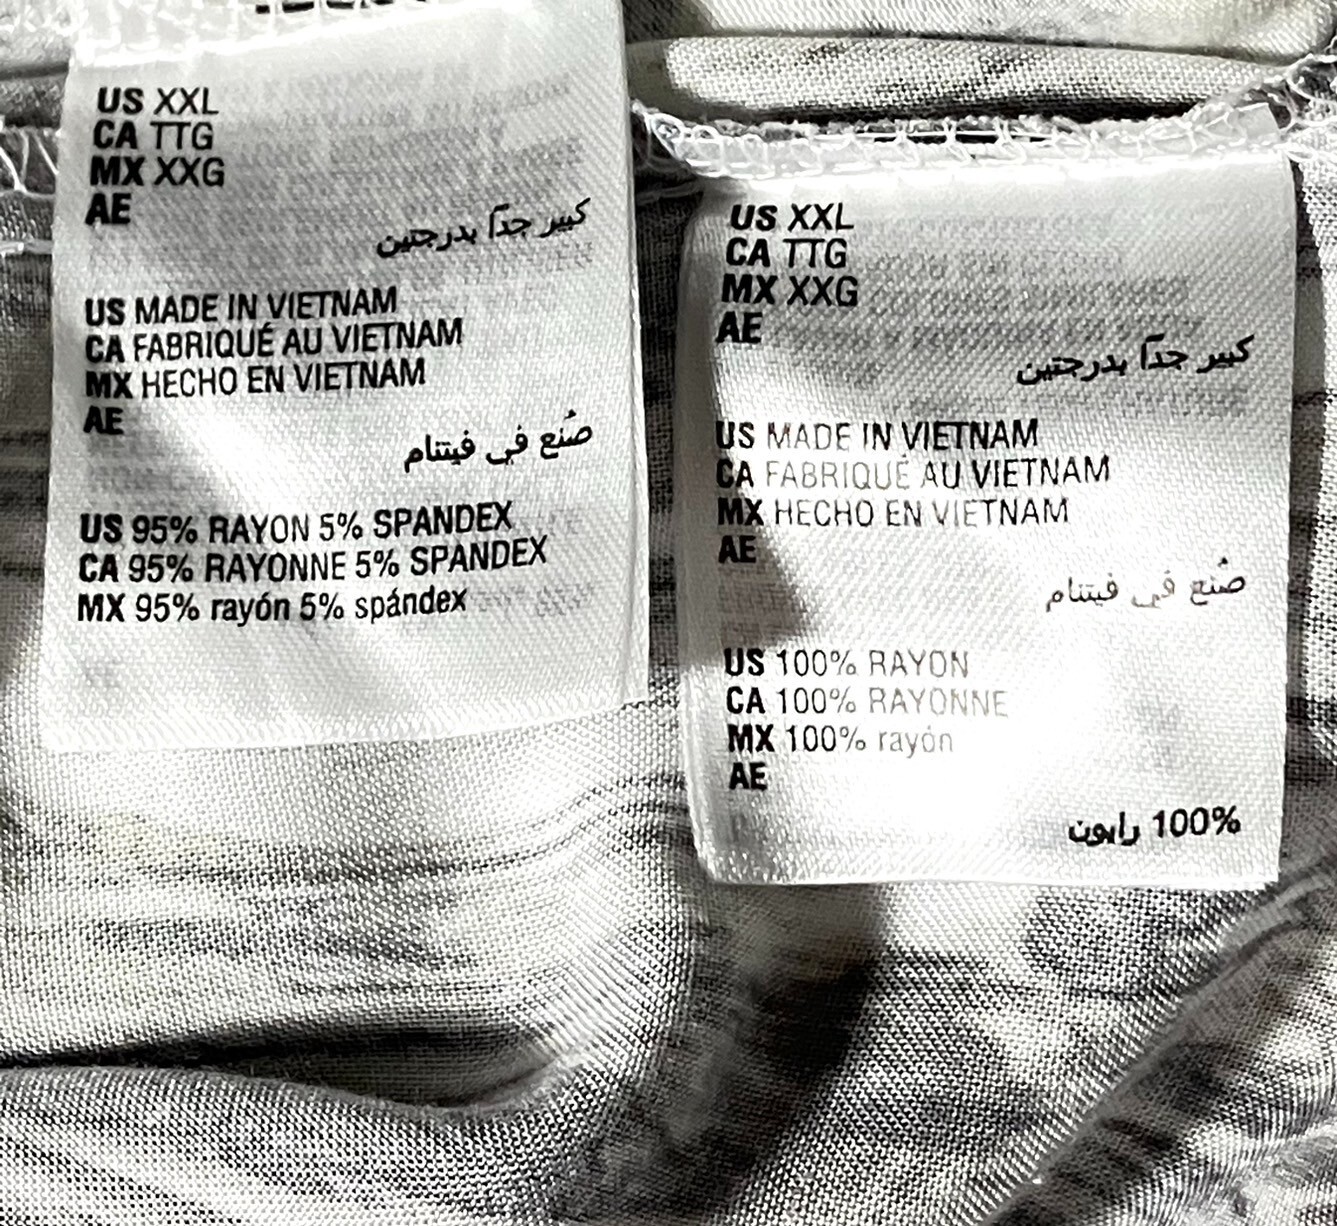 US XXL
CA TTG
MX XXG
AE
كبير جداً بدرجتين
US MADE IN VIETNAM
CA FABRIQUÉ AU VIETNAM
MX HECHO EN VIETNAM
AE
صُنع في فيتنام
US 95% RAYON 5% SPANDEX
CA 95% RAYONNE 5% SPANDEX
MX 95% rayón 5% spándex
US XXL
CA TTG
MX XXG
AE
كبير جداً بدرجتين
US MADE IN VIETNAM
CA FABRIQUÉ AU VIETNAM
MX HECHO EN VIETNAM
AE
صُنع في فيتنام
US 100% RAYON
CA 100% RAYONNE
MX 100% rayón
AE
100% رايون